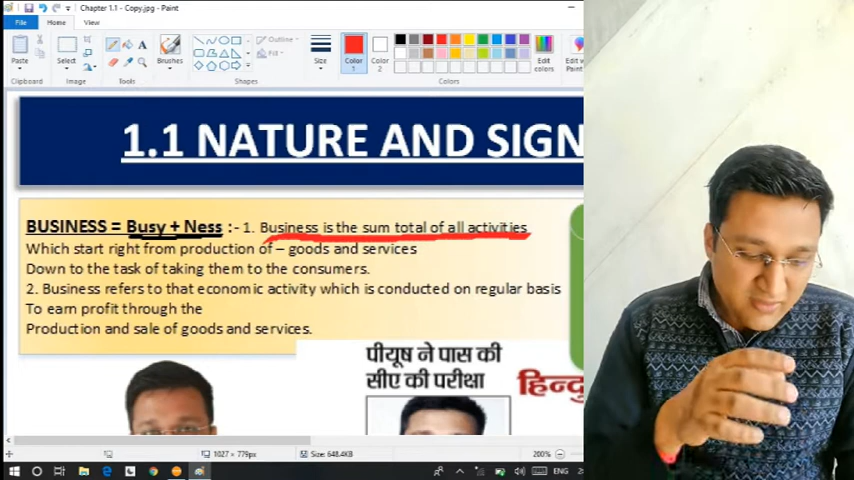 Chapter 1.1 - Copy.jpg - Paint
File Home View
Paste Select Brushes Outline Fill Size Color 1 Color 2 Edit colors Edit with Paint
Clipboard Image Tools Shapes Colors
1.1 NATURE AND SIGN
BUSINESS = Busy + Ness :- 1. Business is the sum total of all activities
Which start right from production of – goods and services
Down to the task of taking them to the consumers.
2. Business refers to that economic activity which is conducted on regular basis
To earn profit through the
Production and sale of goods and services.
पीयूष ने पास की
सीए की परीक्षा
हिन्दु
1027 × 779px Size: 648.4KB 200%
ENG